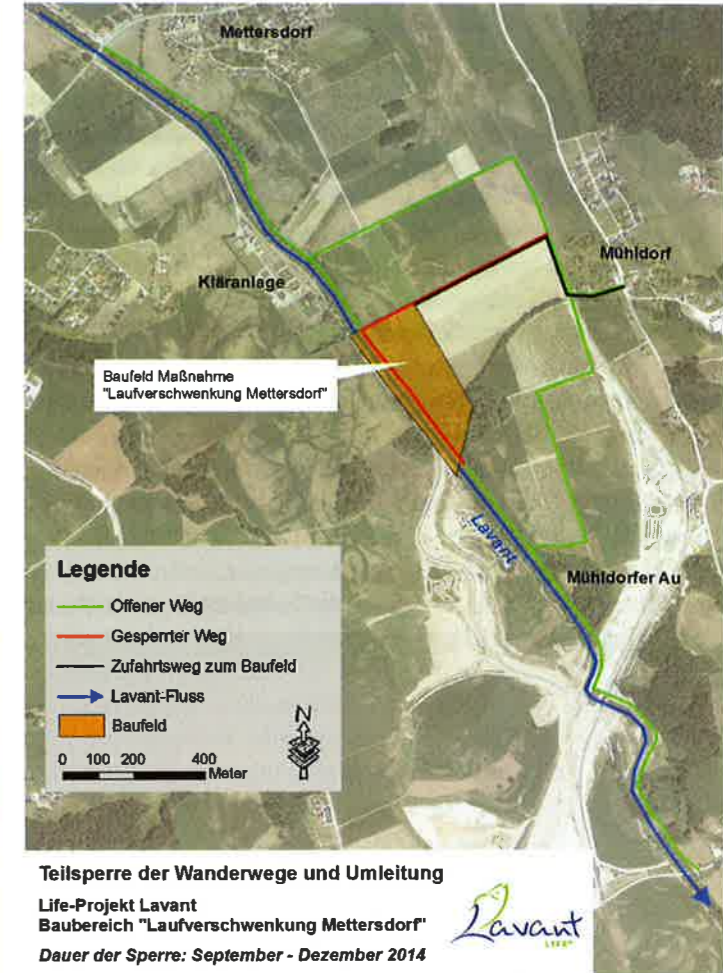 Mettersdorf
Mühldorf
Kläranlage
Baufeld Maßnahme
"Laufverschwenkung Mettersdorf"
Lavant
Mühldorfer Au
Legende
Offener Weg
Gesperrter Weg
Zufahrtsweg zum Baufeld
Lavant-Fluss
Baufeld
N
0 100 200 400
Meter
Teilsperre der Wanderwege und Umleitung
Life-Projekt Lavant
Baubereich "Laufverschwenkung Mettersdorf"
Dauer der Sperre: September - Dezember 2014
Lavant
LIFE+